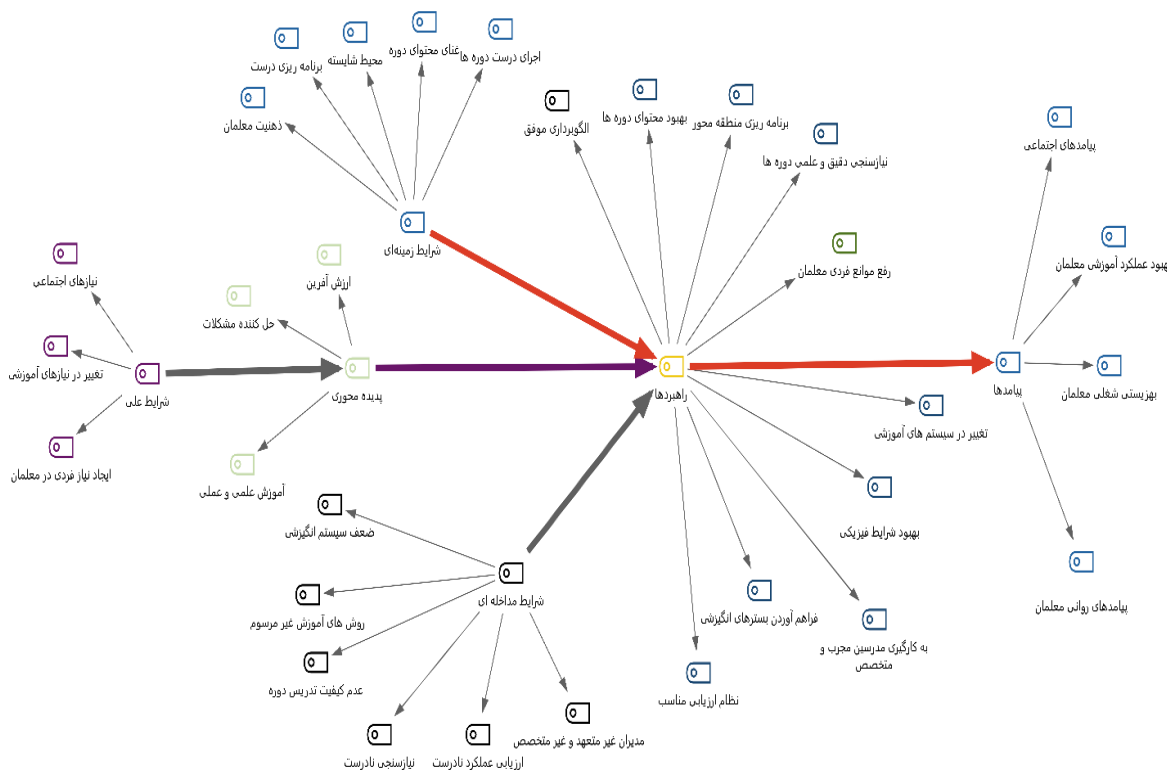 اجرای درست دوره ها
غنای محتوای دوره
محیط شایسته
برنامه ریزی درست
ذهنیت معلمان
شرایط زمینه‌ای
الگوبرداری موفق
بهبود محتوای دوره ها
برنامه ریزی منطقه محور
نیازسنجی دقیق و علمی دوره ها
رفع موانع فردی معلمان
پیامدهای اجتماعی
بهبود عملکرد آموزشی معلمان
بهزیستی شغلی معلمان
پیامدهای روانی معلمان
پیامدها
نیازهای اجتماعی
تغییر در نیازهای آموزشی
ایجاد نیاز فردی در معلمان
شرایط علی
ارزش آفرین
حل کننده مشکلات
پدیده محوری
آموزش علمی و عملی
راهبردها
تغییر در سیستم های آموزشی
بهبود شرایط فیزیکی
به کارگیری مدرسین مجرب و
متخصص
فراهم آوردن بسترهای انگیزشی
نظام ارزیابی مناسب
ضعف سیستم انگیزشی
شرایط مداخله ای
روش های آموزش غیر مرسوم
عدم کیفیت تدریس دوره
نیازسنجی نادرست
ارزیابی عملکرد نادرست
مدیران غیر متعهد و غیر متخصص